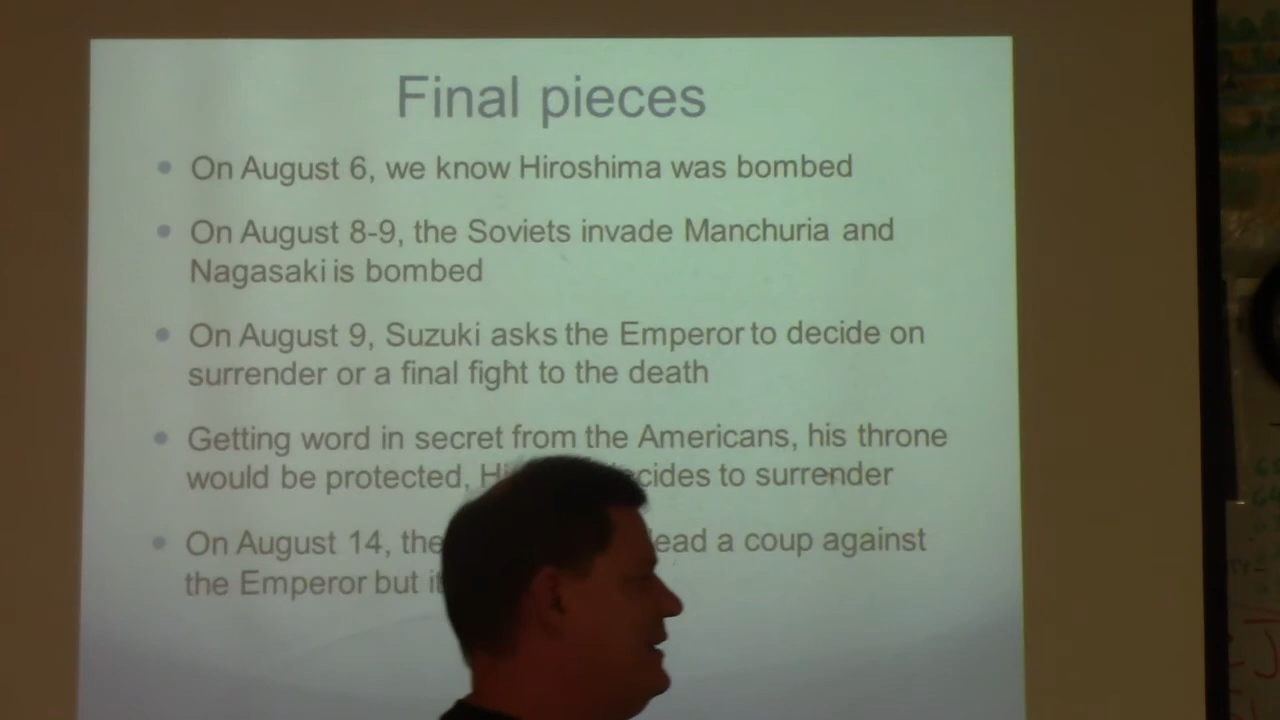 Final pieces
On August 6, we know Hiroshima was bombed
On August 8-9, the Soviets invade Manchuria and
Nagasaki is bombed
On August 9, Suzuki asks the Emperor to decide on
surrender or a final fight to the death
Getting word in secret from the Americans, his throne
would be protected, to surrender
On August 14, the a coup against
the Emperor but